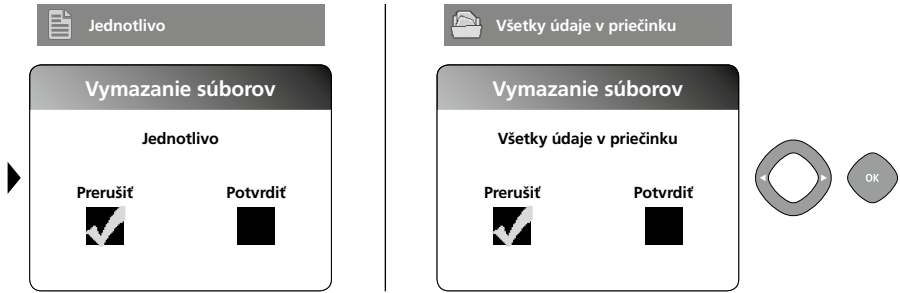 Jednotlivo
Vymazanie súborov
Jednotlivo
Prerušiť Potvrdiť
Všetky údaje v priečinku
Vymazanie súborov
Všetky údaje v priečinku
Prerušiť Potvrdiť
OK